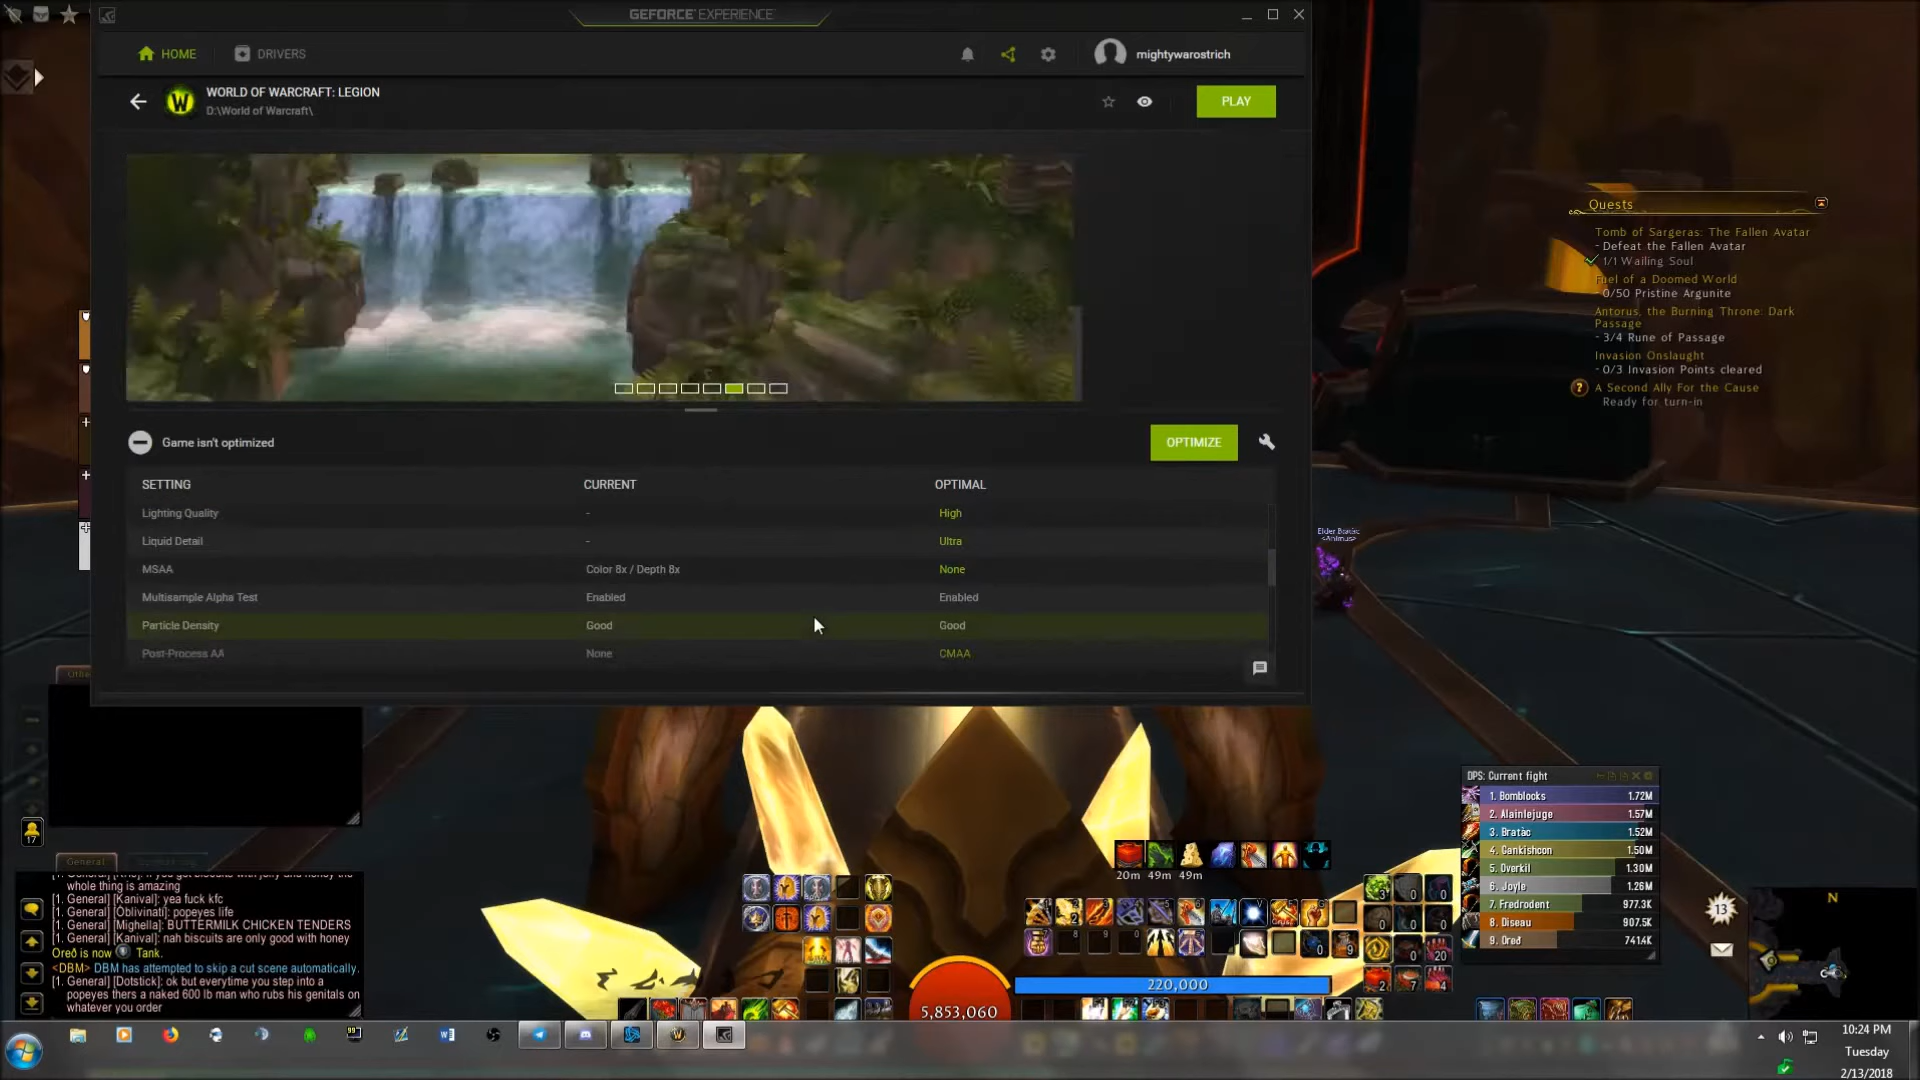 GEFORCE EXPERIENCE
HOME
DRIVERS
mightywarostrich
WORLD OF WARCRAFT: LEGION
D:\World of Warcraft\
PLAY
Game isn't optimized
OPTIMIZE
SETTING CURRENT OPTIMAL
Lighting Quality - High
Liquid Detail - Ultra
MSAA Color 8x / Depth 8x None
Multisample Alpha Test Enabled Enabled
Particle Density Good Good
Post-Process AA None CMAA
Quests
Tomb of Sargeras: The Fallen Avatar
- Defeat the Fallen Avatar
1/1 Wailing Soul
Fuel of a Doomed World
- 0/50 Pristine Argunite
Antorus, the Burning Throne: Dark
Passage
- 3/4 Rune of Passage
Invasion Onslaught
- 0/3 Invasion Points cleared
A Second Ally For the Cause
Ready for turn-in
17
General
whole thing is amazing
[1. General] [Kanival]: yea fuck kfc
[1. General] [Oblivinati]: popeyes life
[1. General] [Mighella]: BUTTERMILK CHICKEN TENDERS
[1. General] [Kanival]: nah biscuits are only good with honey
Oreð is now Tank.
<DBM> DBM has attempted to skip a cut scene automatically.
[1. General] [Dotstick]: ok but everytime you step into a
popeyes thers a naked 600 lb man who rubs his genitals on
whatever you order
20m 49m 49m
5,853,060
220,000
DPS: Current fight
1. Bomblocks 1.72M
2. Alainlejuge 1.57M
3. Bratàc 1.52M
4. Gankishcon 1.50M
5. Overkil 1.30M
6. Joyle 1.26M
7. Fredrodent 977.3K
8. Diseau 907.5K
9. Oreð 741.4K
13
N
10:24 PM
Tuesday
2/13/2018